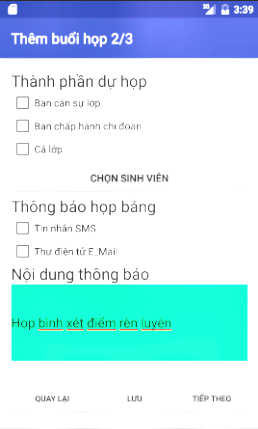 3G 3:39
Thêm buổi họp 2/3
Thành phần dự họp
Ban cán sự lớp
Ban chấp hành chi đoàn
Cả lớp
CHỌN SINH VIÊN
Thông báo họp bằng
Tin nhắn SMS
Thư điện tử E_Mail
Nội dung thông báo
Họp bình xét điểm rèn luyện
QUAY LẠI LƯU TIẾP THEO